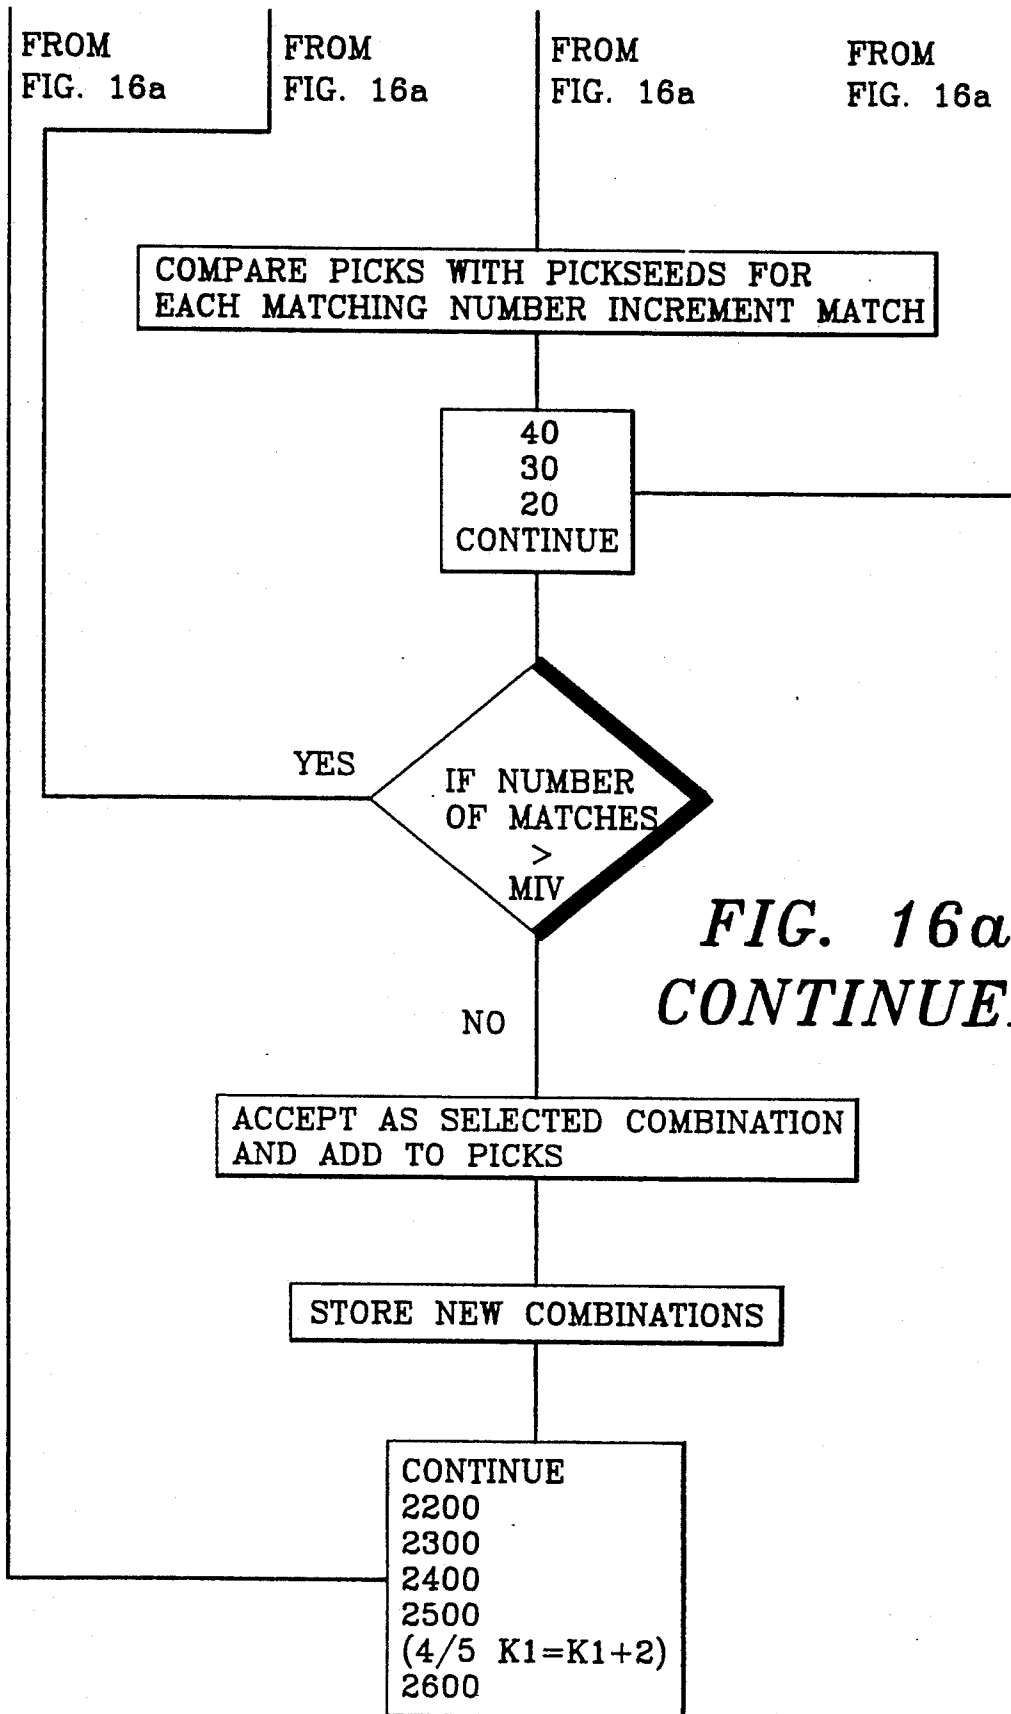 FROM
FIG. 16a
FROM
FIG. 16a
FROM
FIG. 16a
FROM
FIG. 16a
COMPARE PICKS WITH PICKSEEDS FOR
EACH MATCHING NUMBER INCREMENT MATCH
40
30
20
CONTINUE
YES
IF NUMBER
OF MATCHES
>
MIV
FIG. 16a
CONTINUE
NO
ACCEPT AS SELECTED COMBINATION
AND ADD TO PICKS
STORE NEW COMBINATIONS
CONTINUE
2200
2300
2400
2500
(4/5 K1=K1+2)
2600